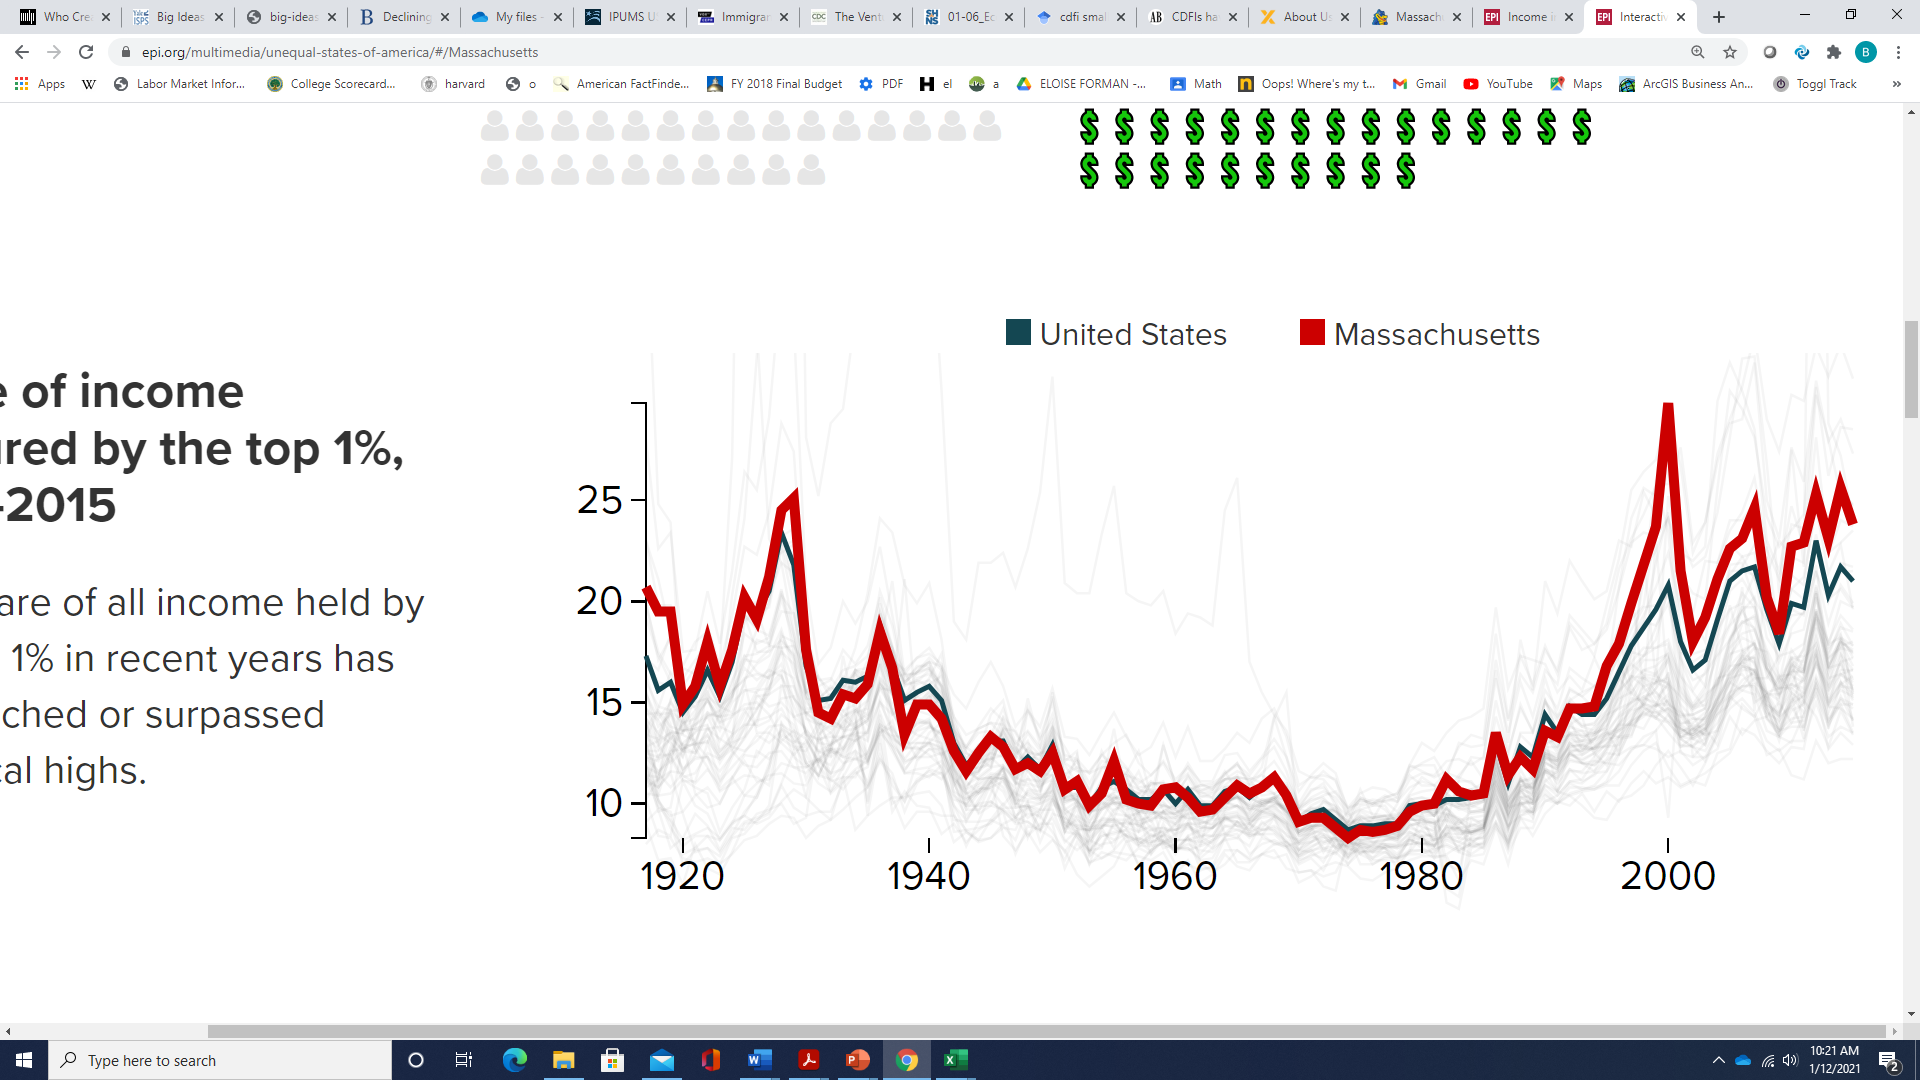 Who Cre
Big Ideas
big-ideas
Declining
My files -
IPUMS U
Immigra
The Vent
01-06_Ec
cdfi smal
CDFIs ha
About U
Massach
Income i
Interacti
epi.org/multimedia/unequal-states-of-america/#/Massachusetts
B
Apps
W
Labor Market Infor...
College Scorecard...
harvard
o
American FactFinde...
FY 2018 Final Budget
PDF
el
a
ELOISE FORMAN -...
Math
Oops! Where's my t...
Gmail
YouTube
Maps
ArcGIS Business An...
Toggl Track
»
United States
Massachusetts
e of income
ured by the top 1%,
-2015
are of all income held by
1% in recent years has
ched or surpassed
cal highs.
25
20
15
10
1920
1940
1960
1980
2000
Type here to search
10:21 AM
1/12/2021
2